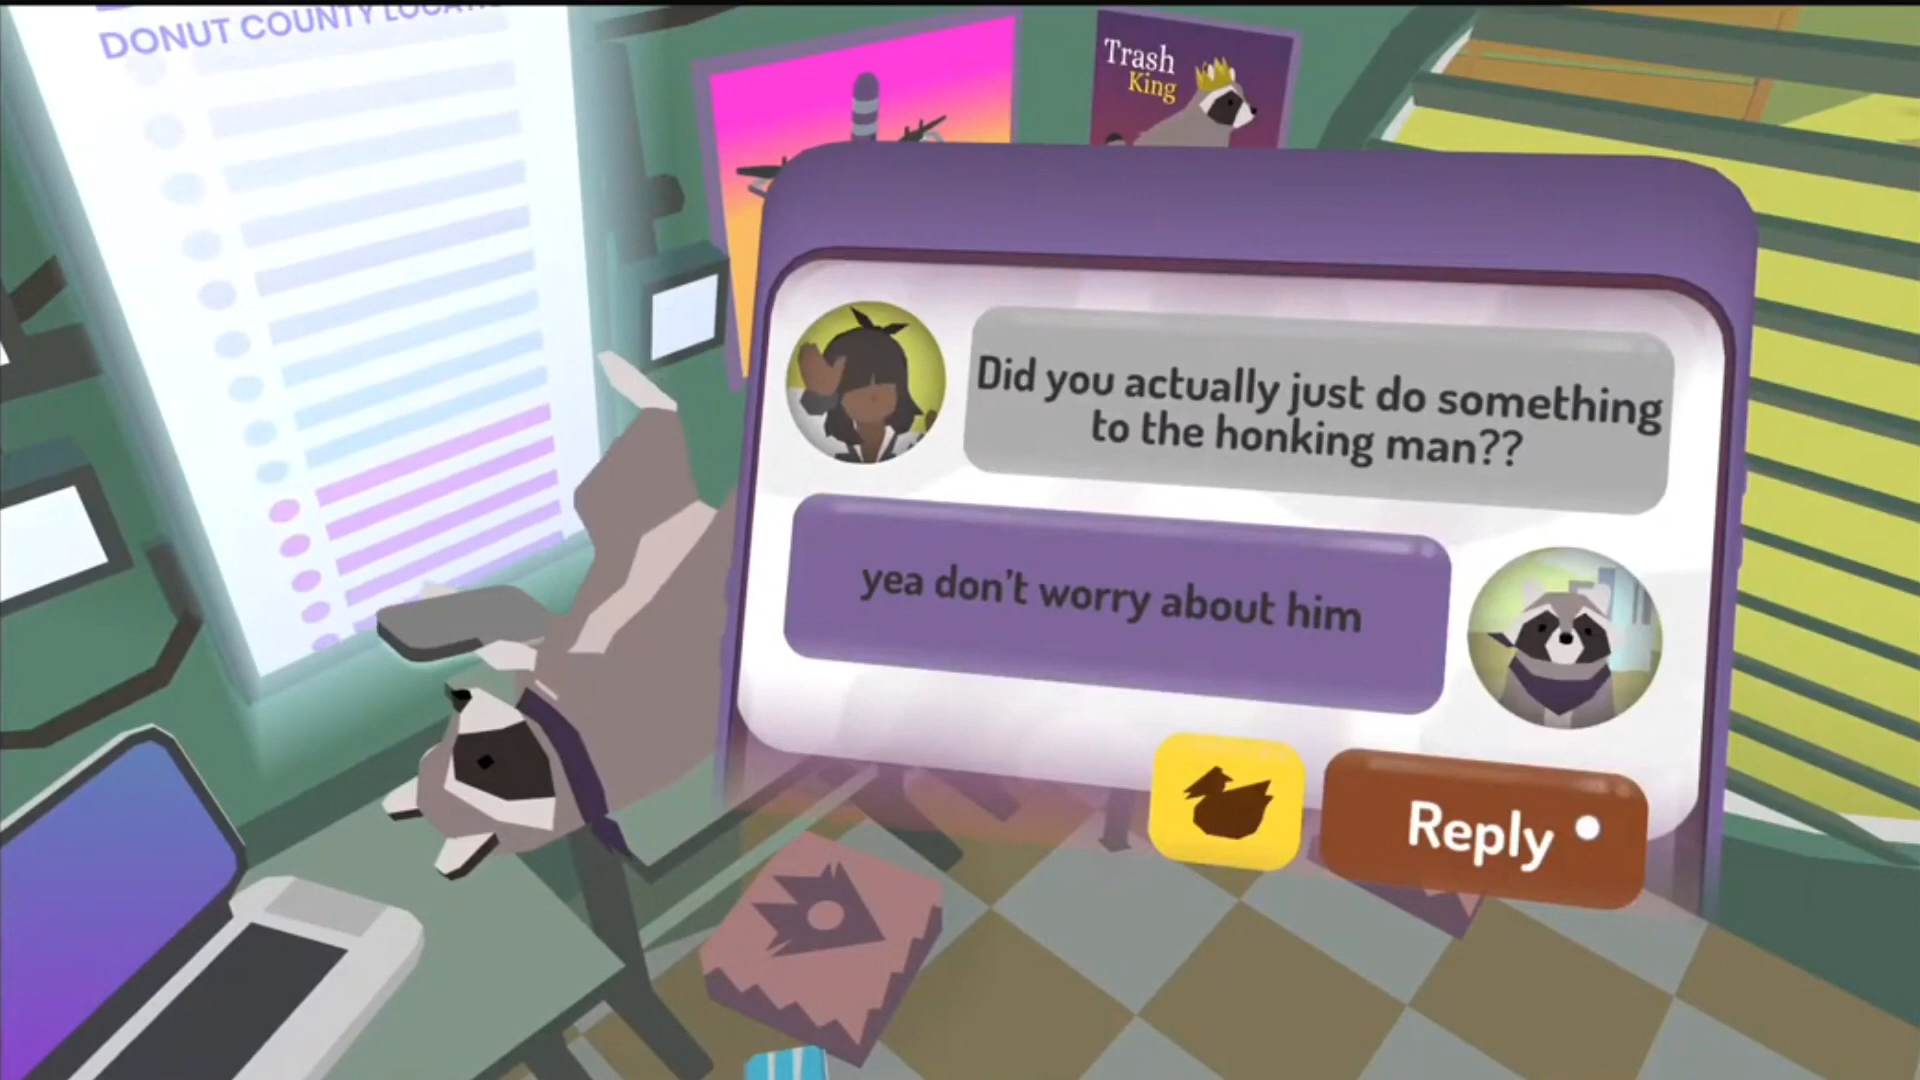 DONUT COUNTY
Trash
King
Did you actually just do something
to the honking man??
yea don't worry about him
Reply